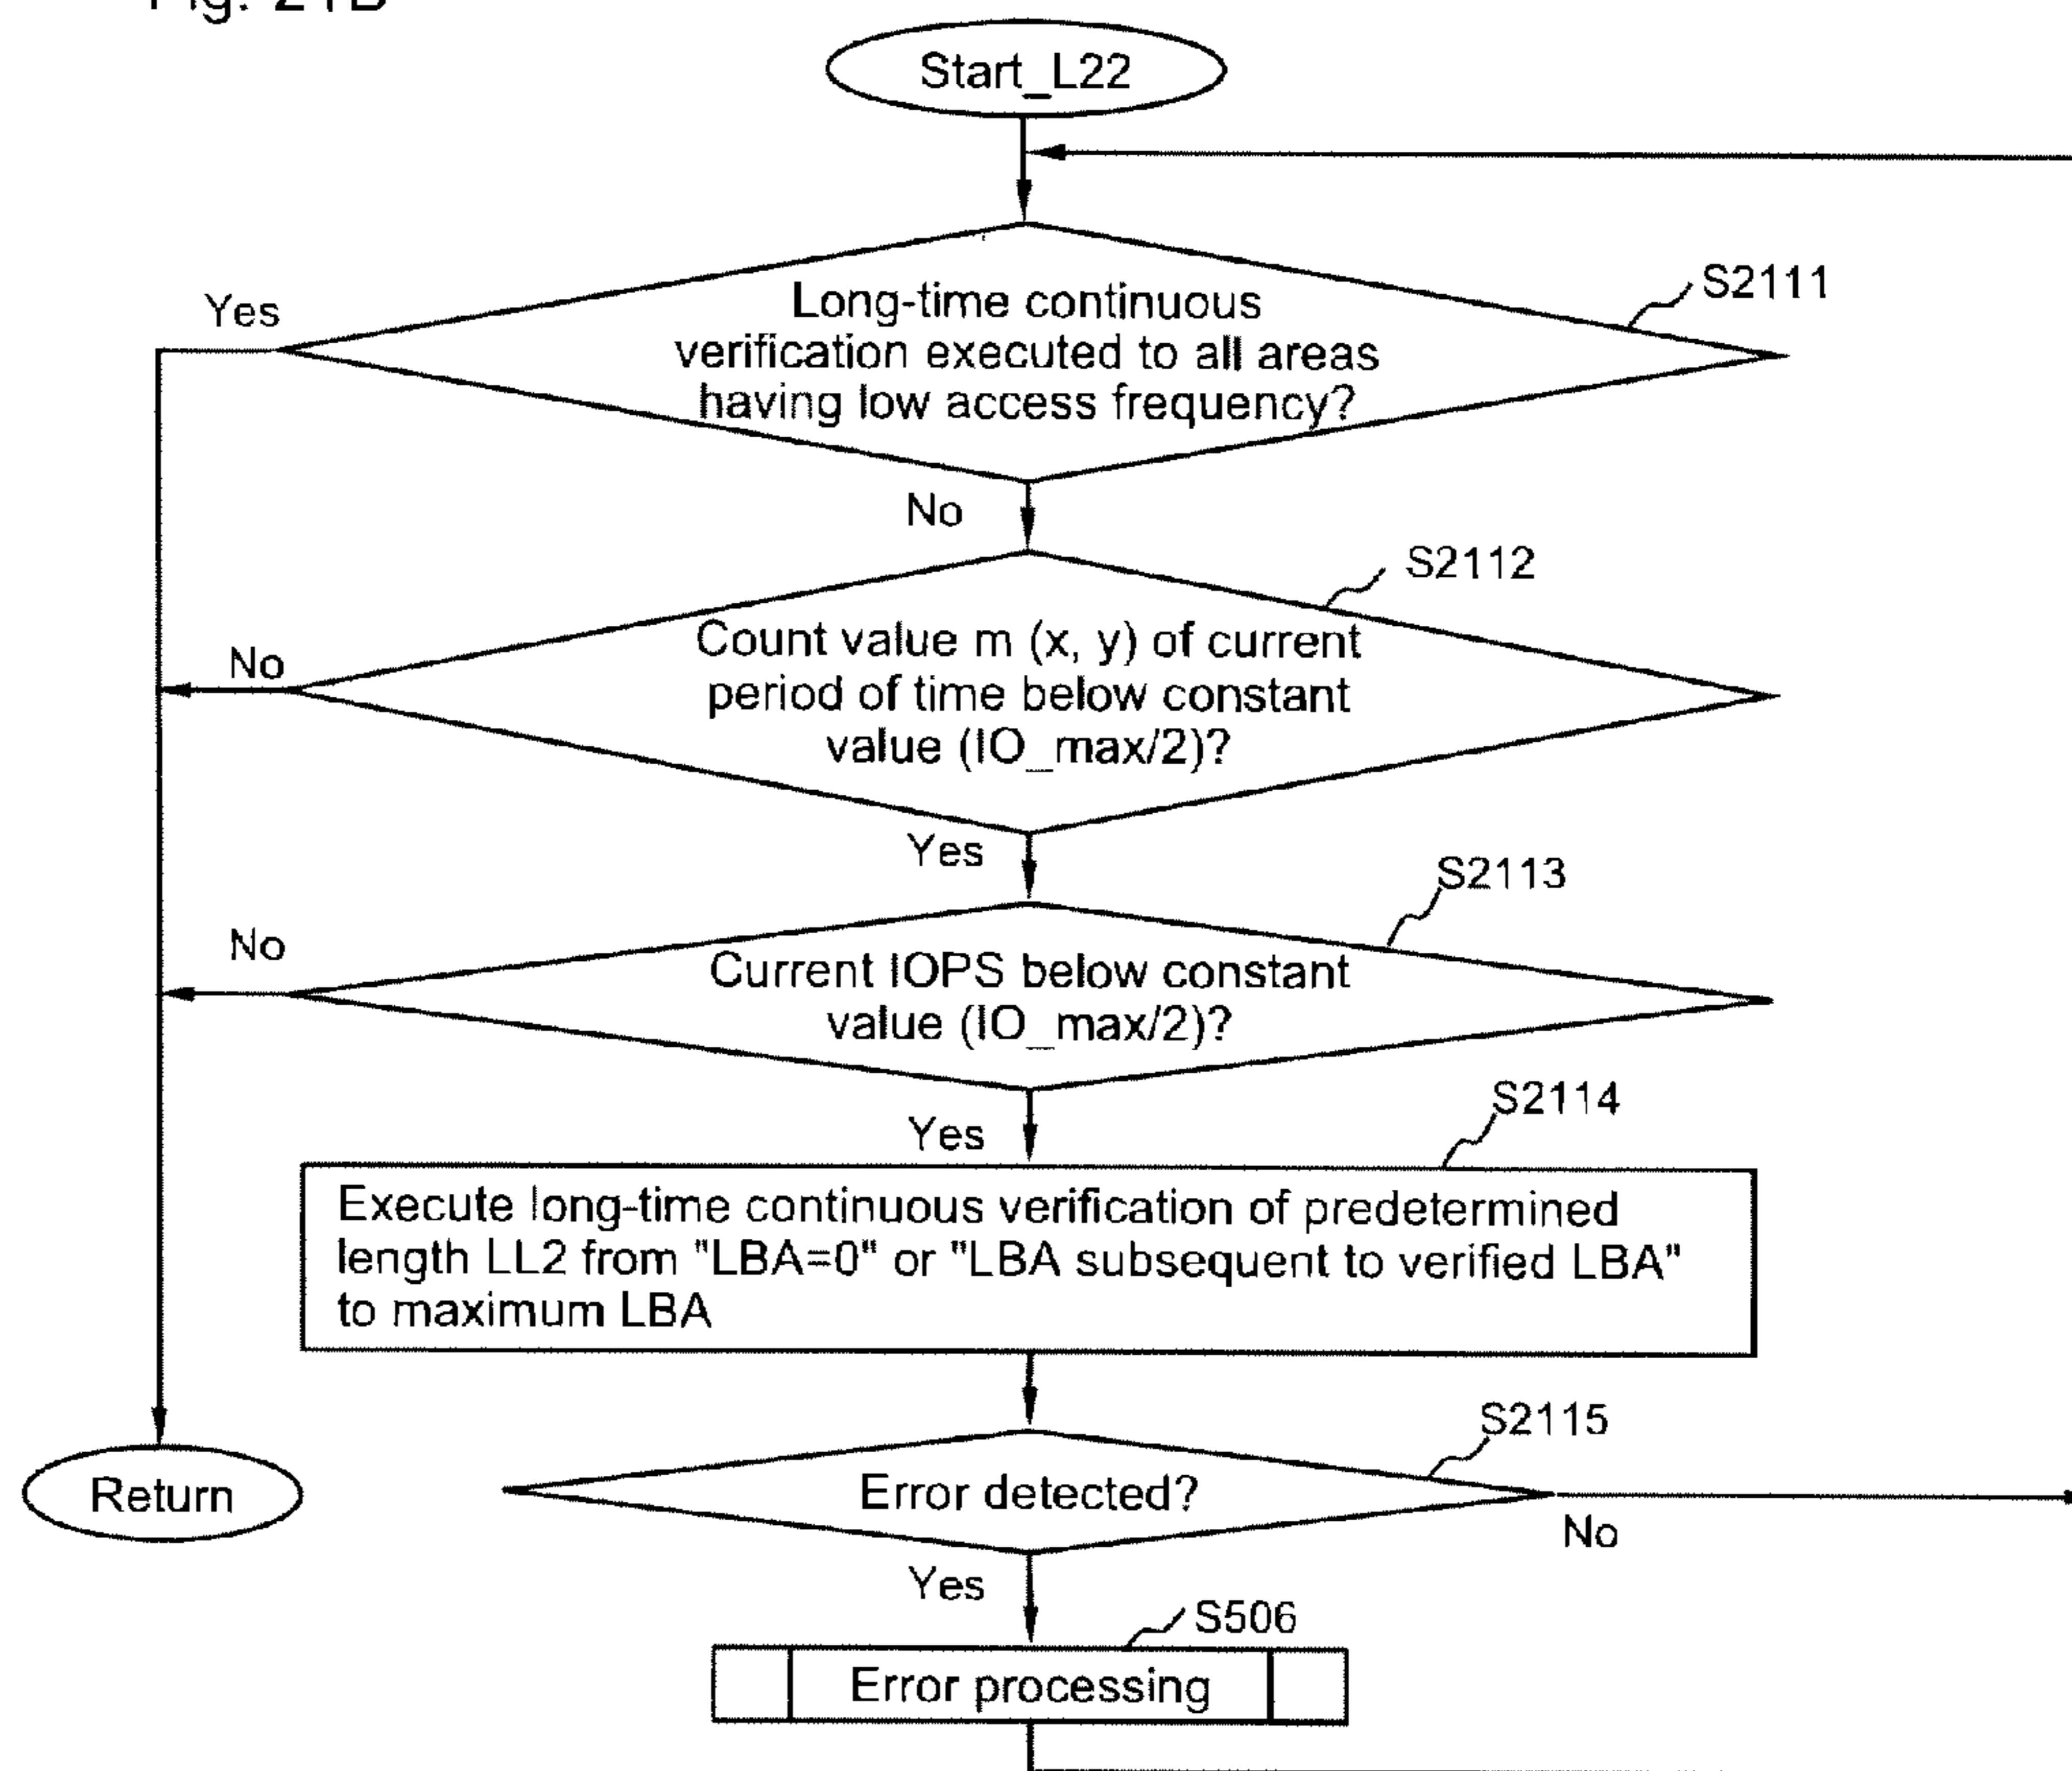 Start_L22
S2111
Yes
Long-time continuous
verification executed to all areas
having low access frequency?
No
S2112
No
Count value m (x, y) of current
period of time below constant
value (IO_max/2)?
Yes
S2113
No
Current IOPS below constant
value (IO_max/2)?
Yes
S2114
Execute long-time continuous verification of predetermined
length LL2 from "LBA=0" or "LBA subsequent to verified LBA"
to maximum LBA
S2115
Return
Error detected?
No
Yes
S506
Error processing